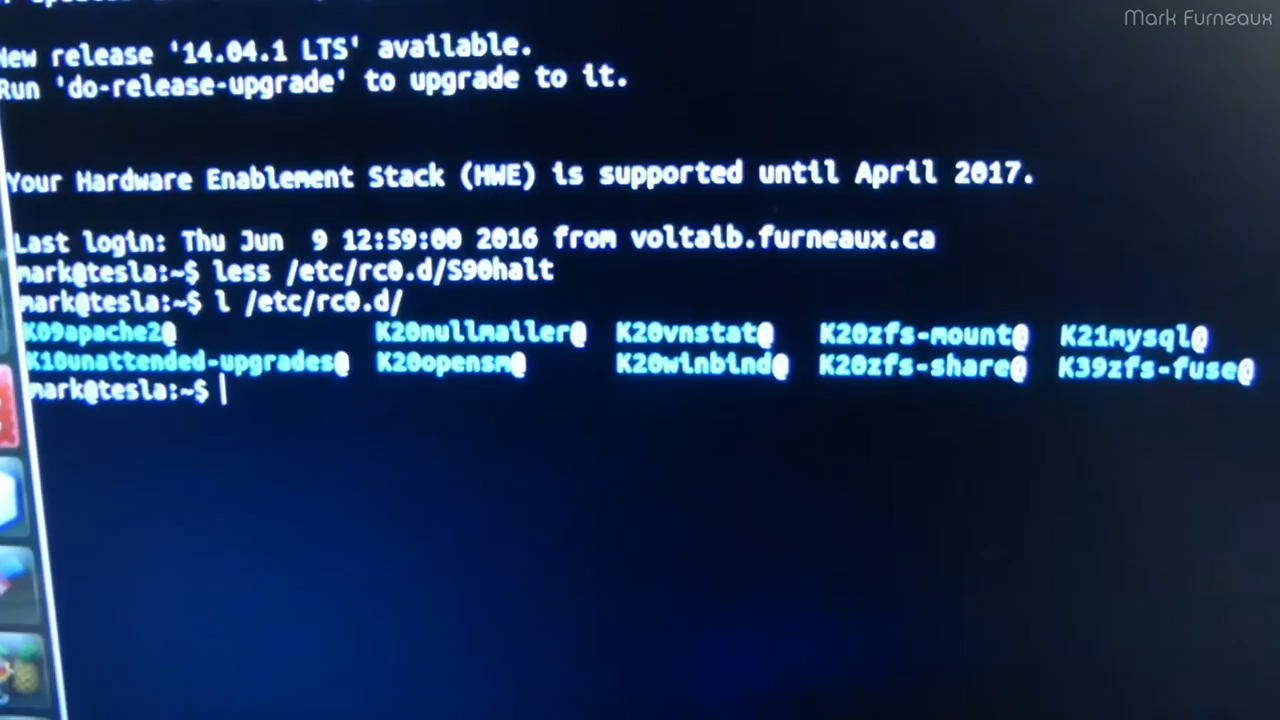 Mark Furneaux
New release '14.04.1 LTS' available.
Run 'do-release-upgrade' to upgrade to it.
Your Hardware Enablement Stack (HWE) is supported until April 2017.
Last login: Thu Jun  9 12:59:00 2016 from voltaib.furneaux.ca
mark@tesla:~$ less /etc/rc0.d/S90halt
mark@tesla:~$ l /etc/rc0.d/
K09apache2@ K20nullmailer@ K20vnstat@ K20zfs-mount@ K21mysql@
K10unattended-upgrades@ K20opensm@ K20winbind@ K20zfs-share@ K39zfs-fuse@
mark@tesla:~$